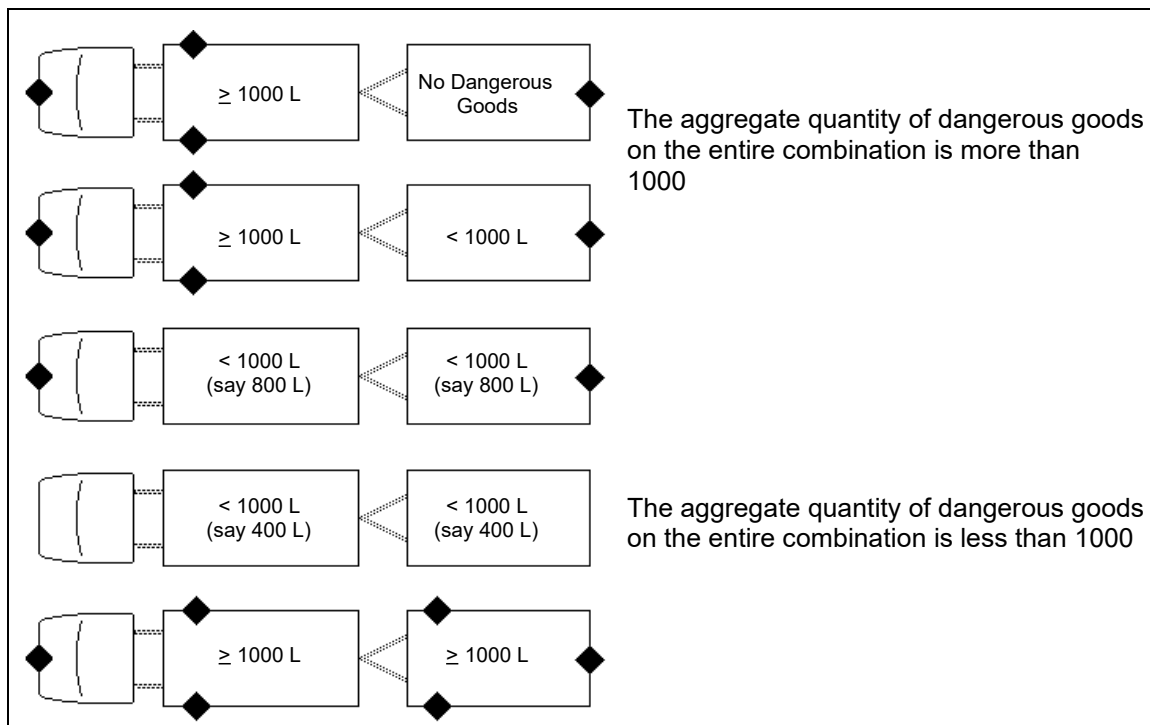 ≥ 1000 L
No Dangerous
Goods
The aggregate quantity of dangerous goods
on the entire combination is more than
1000
≥ 1000 L
< 1000 L
< 1000 L
(say 800 L)
< 1000 L
(say 800 L)
< 1000 L
(say 400 L)
< 1000 L
(say 400 L)
The aggregate quantity of dangerous goods
on the entire combination is less than 1000
≥ 1000 L
≥ 1000 L